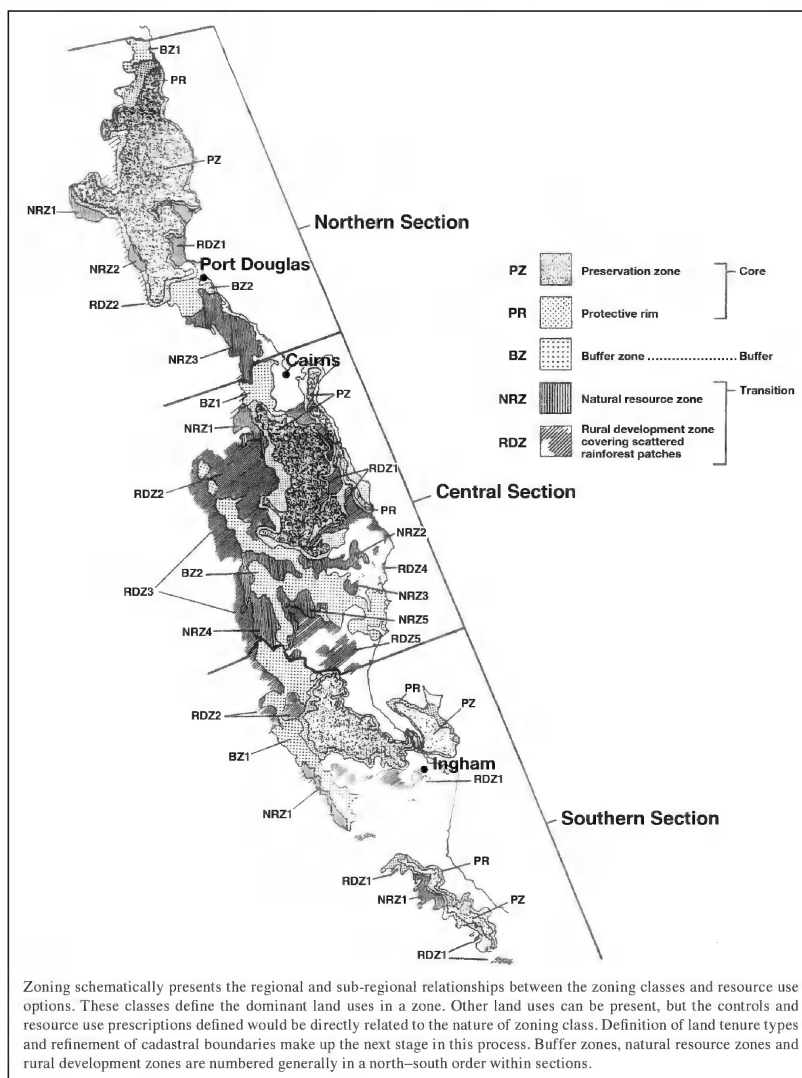 BZ1
PR
PZ
NRZ1
Northern Section
RDZ1
NRZ2
Port Douglas
BZ2
RDZ2
NRZ3
Cairns
BZ1
PZ
NRZ1
RDZ1
RDZ2
Central Section
PR
NRZ2
BZ2
RDZ4
RDZ3
NRZ3
NRZ5
NRZ4
RDZ5
PR
PZ
RDZ2
BZ1
Ingham
RDZ1
NRZ1
Southern Section
PR
RDZ1
NRZ1
PZ
RDZ1
PZ Preservation zone Core
PR Protective rim
BZ Buffer zone Buffer
NRZ Natural resource zone Transition
RDZ Rural development zone
covering scattered
rainforest patches
Zoning schematically presents the regional and sub-regional relationships between the zoning classes and resource use
options. These classes define the dominant land uses in a zone. Other land uses can be present, but the controls and
resource use prescriptions defined would be directly related to the nature of zoning class. Definition of land tenure types
and refinement of cadastral boundaries make up the next stage in this process. Buffer zones, natural resource zones and
rural development zones are numbered generally in a north–south order within sections.